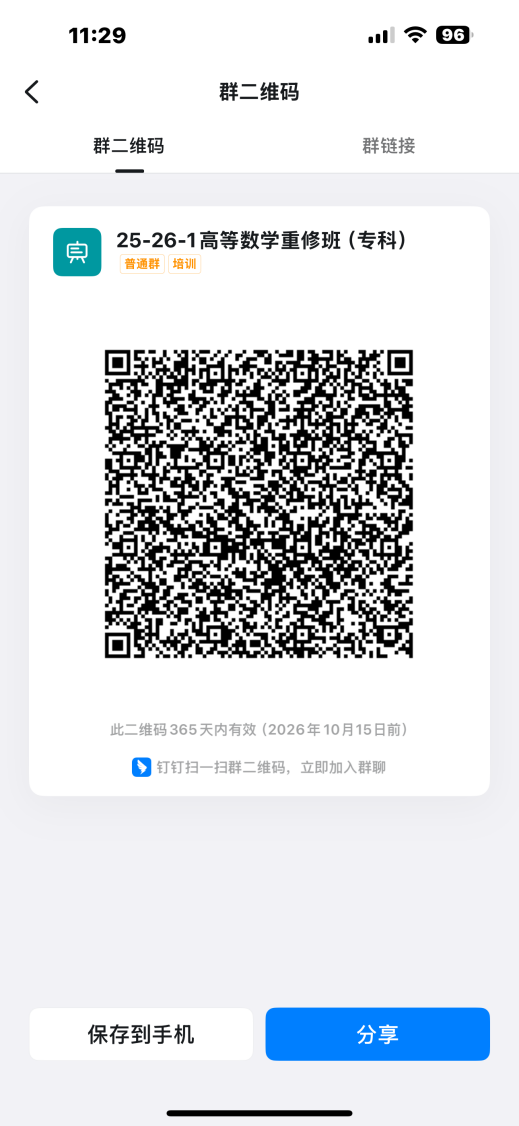 11:29
96
群二维码
群二维码
群链接
25-26-1高等数学重修班（专科）
普通群 培训
此二维码365天内有效（2026年10月15日前）
钉钉扫一扫群二维码，立即加入群聊
保存到手机
分享